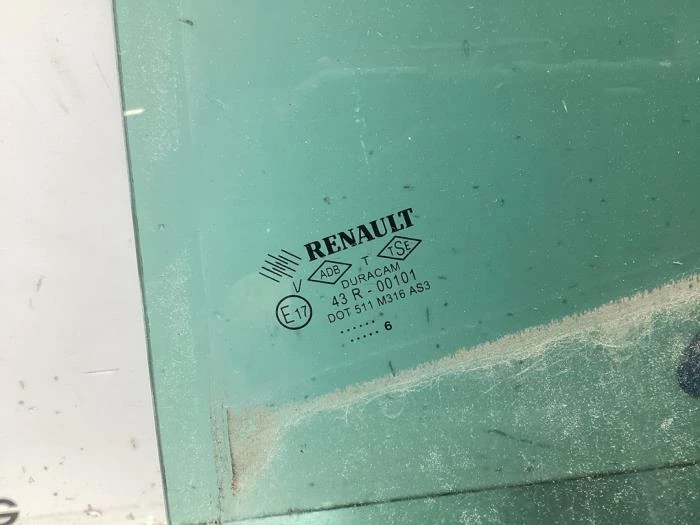 RENAULT
ADB T TSE
DURACAM
V
E17 43 R - 00101
DOT 511 M316 AS3
...... 
...... 6
G